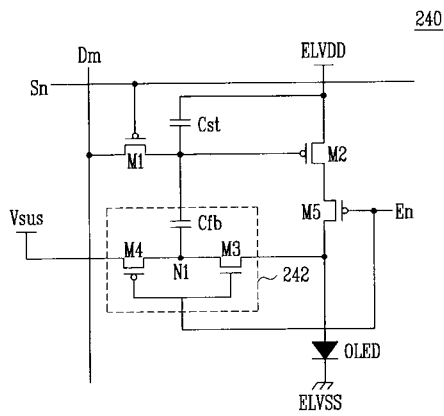 240
Dm
ELVDD
Sn
Cst
M1
M2
Cfb
M5
En
Vsus
M4
N1
M3
242
OLED
ELVSS